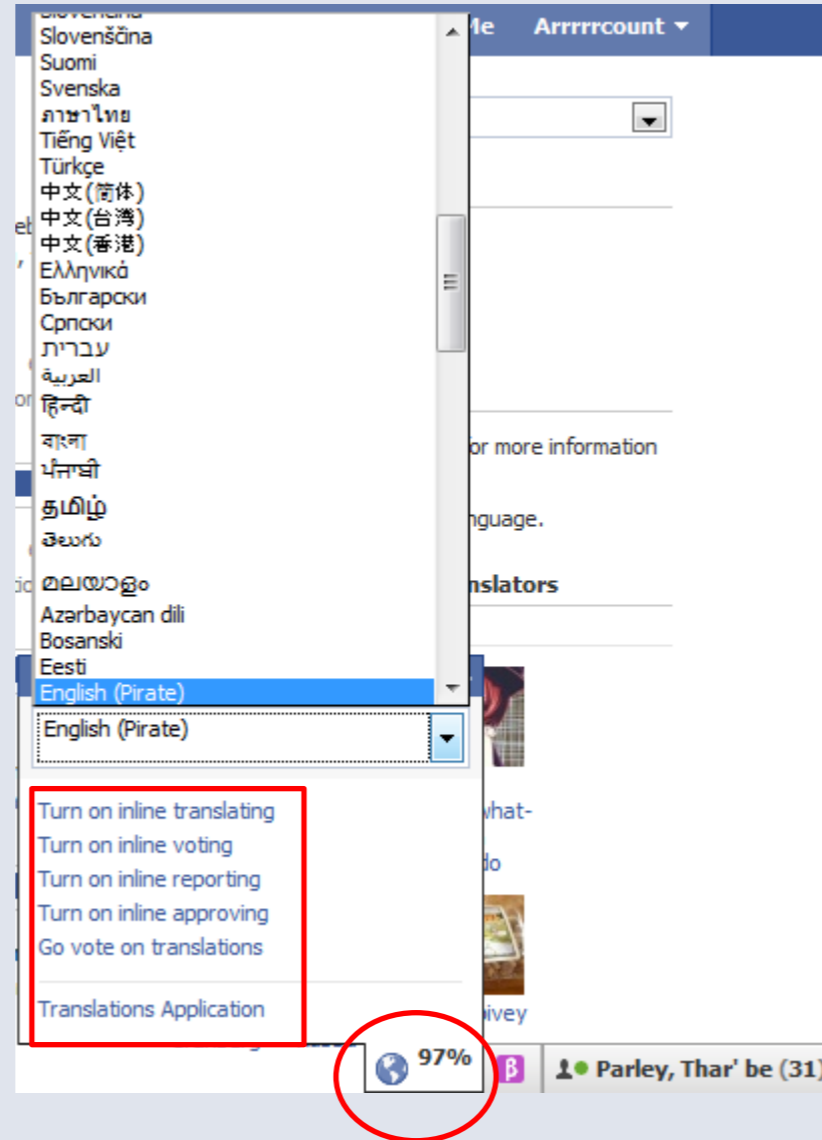 Me Arrrrrcount
Slovenščina
Suomi
Svenska
ภาษาไทย
Tiếng Việt
Türkçe
中文(简体)
中文(台灣)
中文(香港)
Ελληνικά
Български
Српски
עברית
العربية
हिन्दी
বাংলা
ਪੰਜਾਬੀ
தமிழ்
తెలుగు
മലയാളം
Azərbaycan dili
Bosanski
Eesti
English (Pirate)
or more information
nguage.
nslators
English (Pirate)
what-
do
Turn on inline translating
Turn on inline voting
Turn on inline reporting
Turn on inline approving
Go vote on translations
Translations Application
ivey
97%
β
Parley, Thar' be (31)